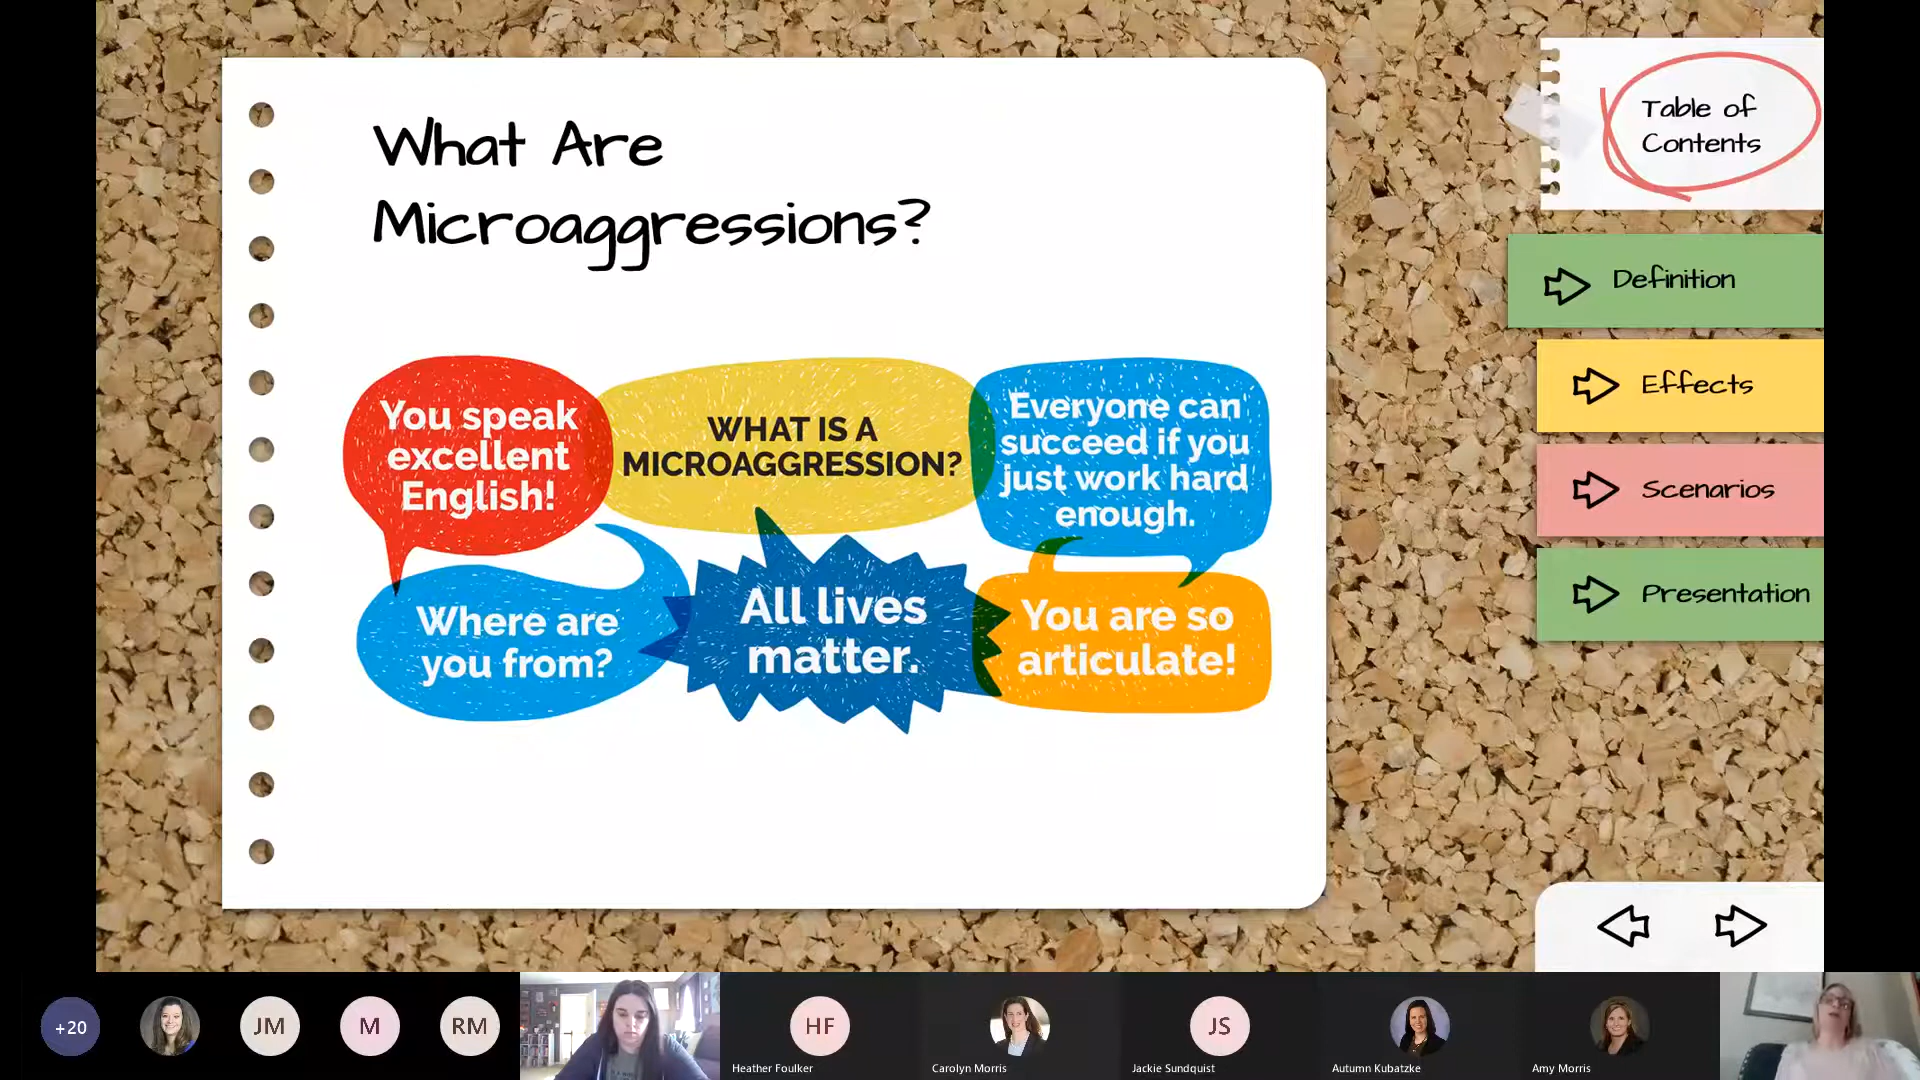 What Are
Microaggressions?
You speak
excellent
English!
WHAT IS A
MICROAGGRESSION?
Everyone can
succeed if you
just work hard
enough.
Where are
you from?
All lives
matter.
You are so
articulate!
Table of
Contents
Definition
Effects
Scenarios
Presentation
+20
JM
M
RM
HF
Heather Foulker
Carolyn Morris
JS
Jackie Sundquist
Autumn Kubatzke
Amy Morris